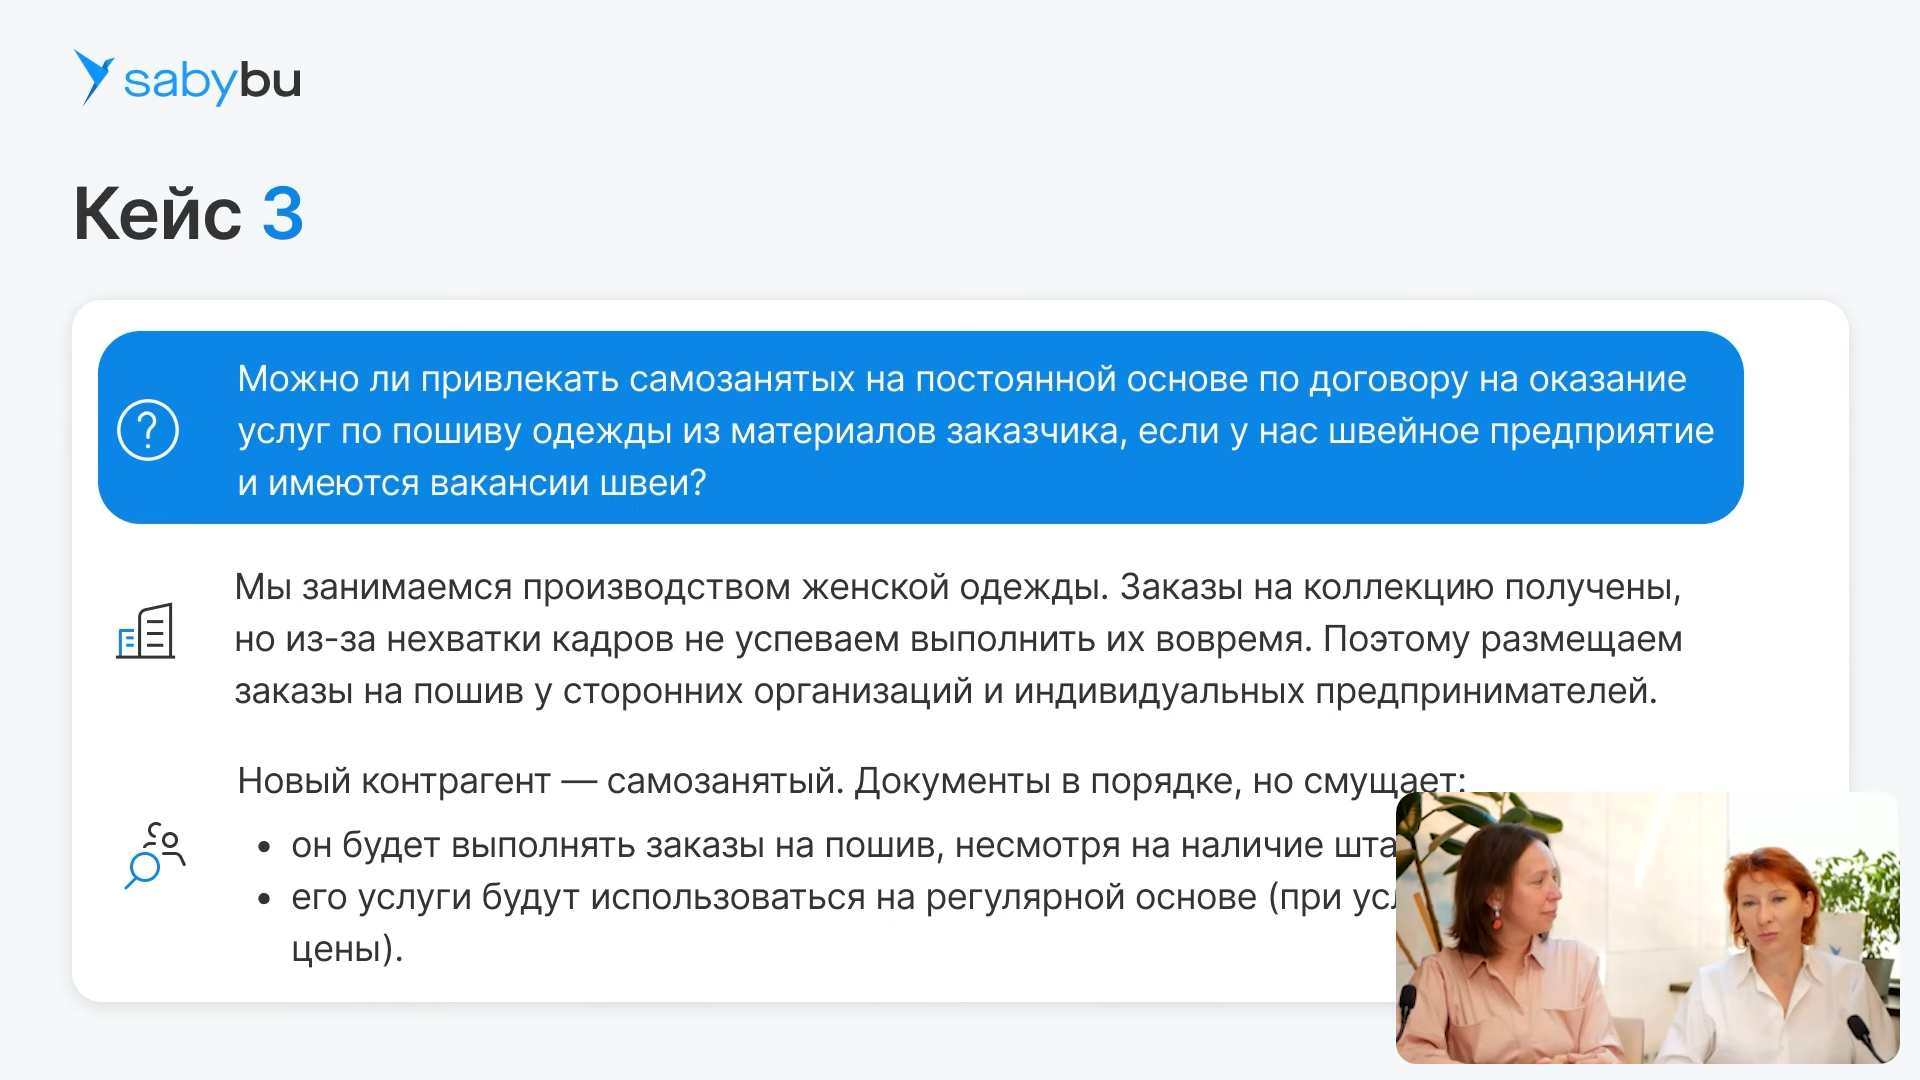 sabybu
Кейс 3
Можно ли привлекать самозанятых на постоянной основе по договору на оказание
услуг по пошиву одежды из материалов заказчика, если у нас швейное предприятие
и имеются вакансии швеи?
Мы занимаемся производством женской одежды. Заказы на коллекцию получены,
но из-за нехватки кадров не успеваем выполнить их вовремя. Поэтому размещаем
заказы на пошив у сторонних организаций и индивидуальных предпринимателей.
Новый контрагент — самозанятый. Документы в порядке, но смущает:
• он будет выполнять заказы на пошив, несмотря на наличие
• его услуги будут использоваться на регулярной основе (при
цены).